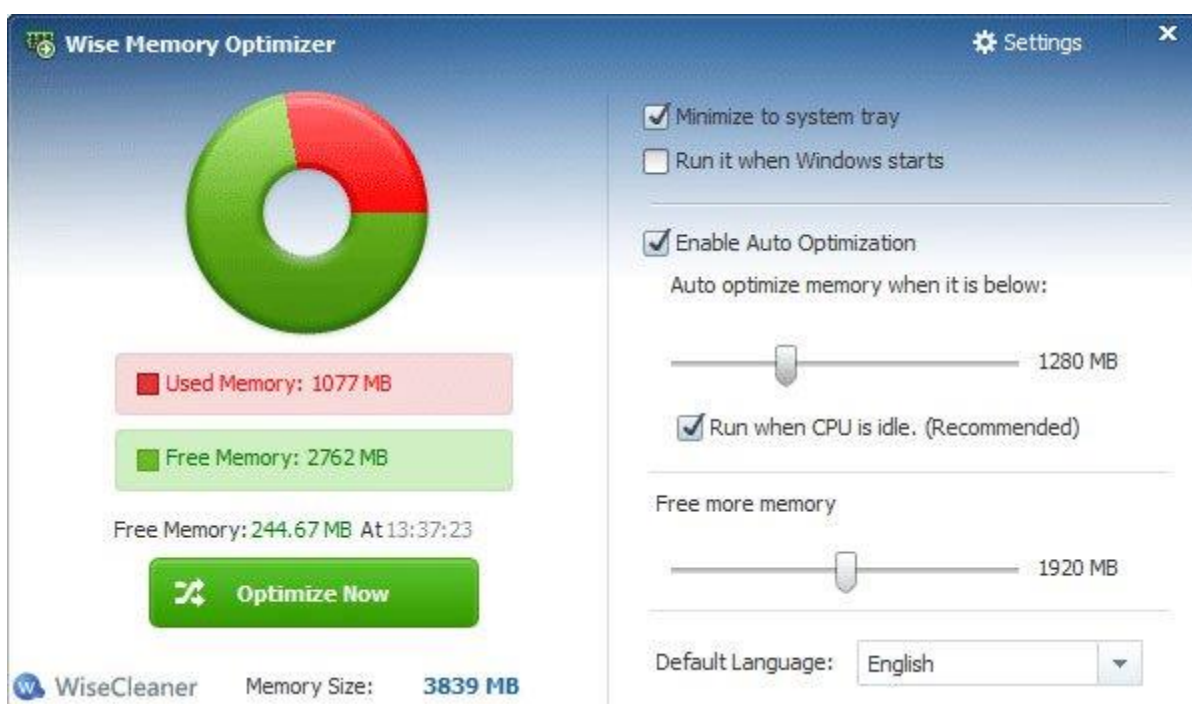 Wise Memory Optimizer
Settings
Used Memory: 1077 MB
Free Memory: 2762 MB
Free Memory: 244.67 MB At 13:37:23
Optimize Now
WiseCleaner
Memory Size: 3839 MB
Minimize to system tray
Run it when Windows starts
Enable Auto Optimization
Auto optimize memory when it is below:
1280 MB
Run when CPU is idle. (Recommended)
Free more memory
1920 MB
Default Language: English